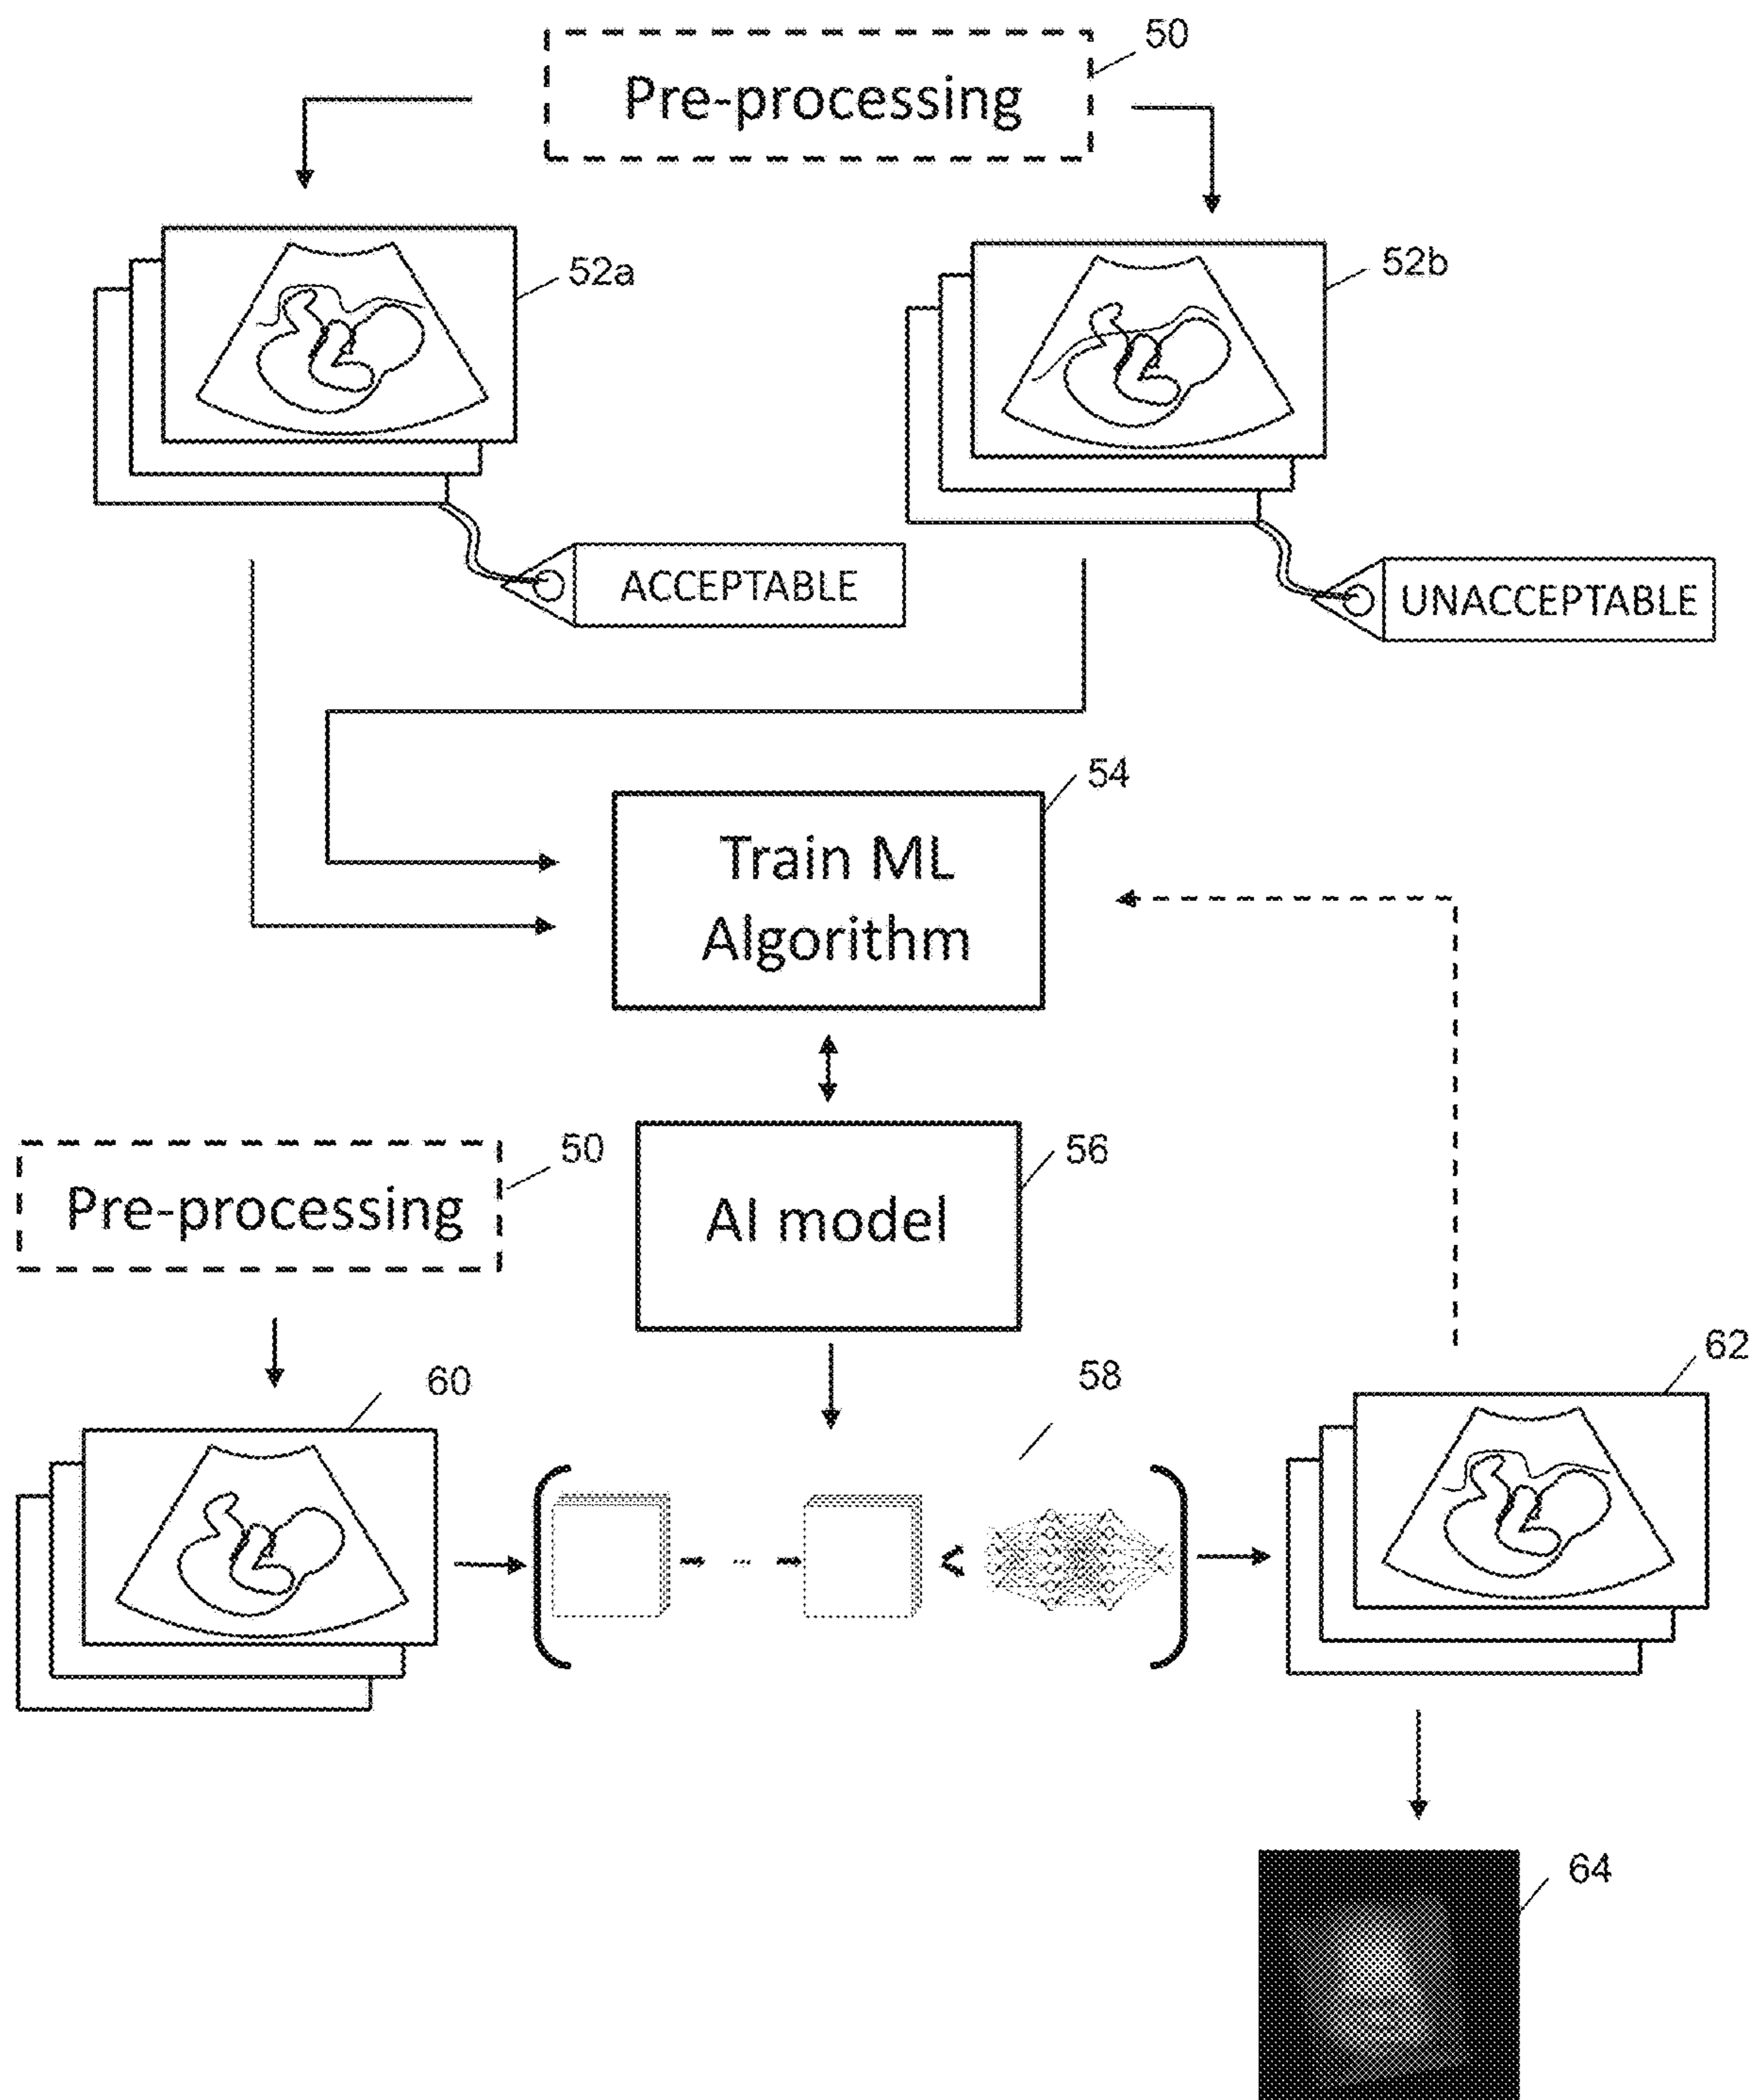 50
Pre-processing
52a
52b
ACCEPTABLE
UNACCEPTABLE
54
Train ML
Algorithm
50
Pre-processing
56
AI model
60
58
62
64